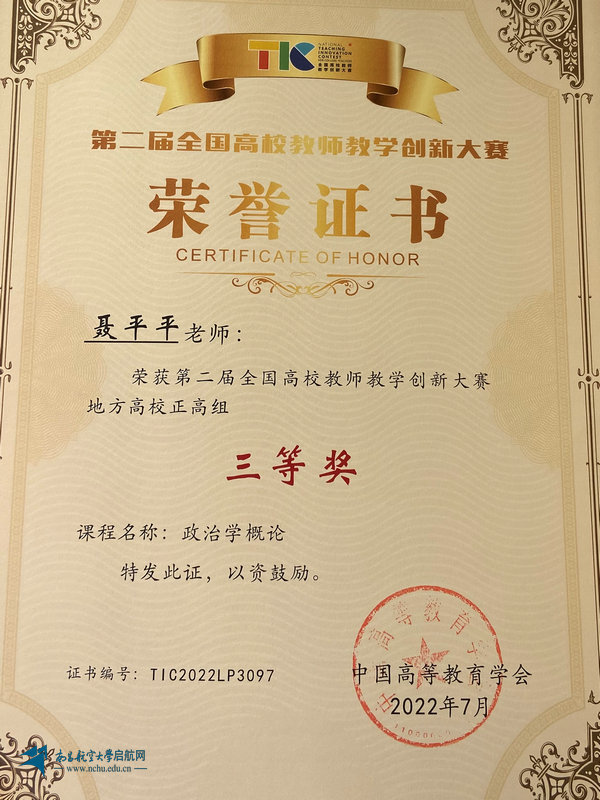 TIC
NATIONAL
TEACHING
INNOVATION
CONTEST
全国高校教师
教学创新大赛
第二届全国高校教师教学创新大赛
荣誉证书
CERTIFICATE OF HONOR
聂平平老师：
荣获第二届全国高校教师教学创新大赛
地方高校正高组
三等奖
课程名称：政治学概论
特发此证，以资鼓励。
证书编号：TIC2022LP3097
中国高等教育学会
2022年7月
南昌航空大学启航网
www.nchu.edu.cn